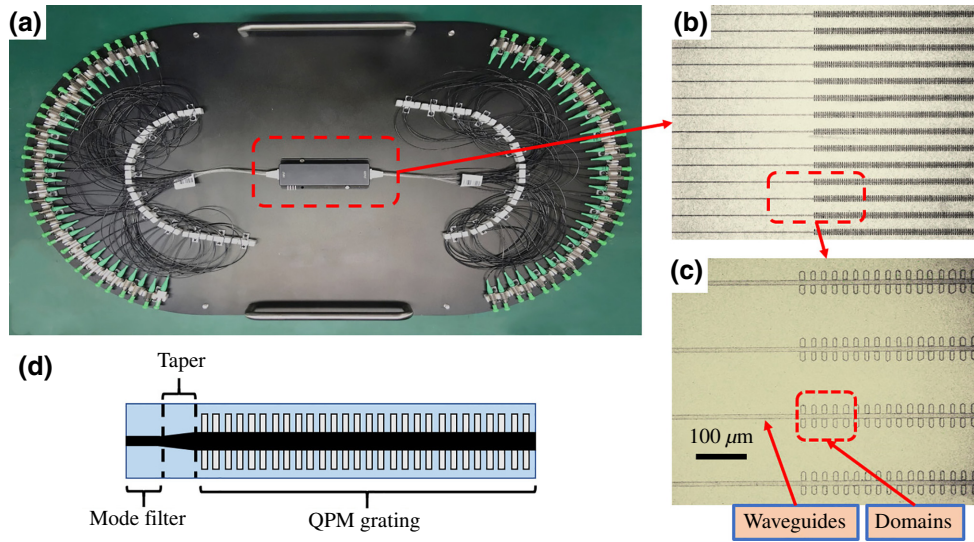 (a)
(b)
(c)
100 μm
Waveguides
Domains
(d)
Taper
Mode filter
QPM grating